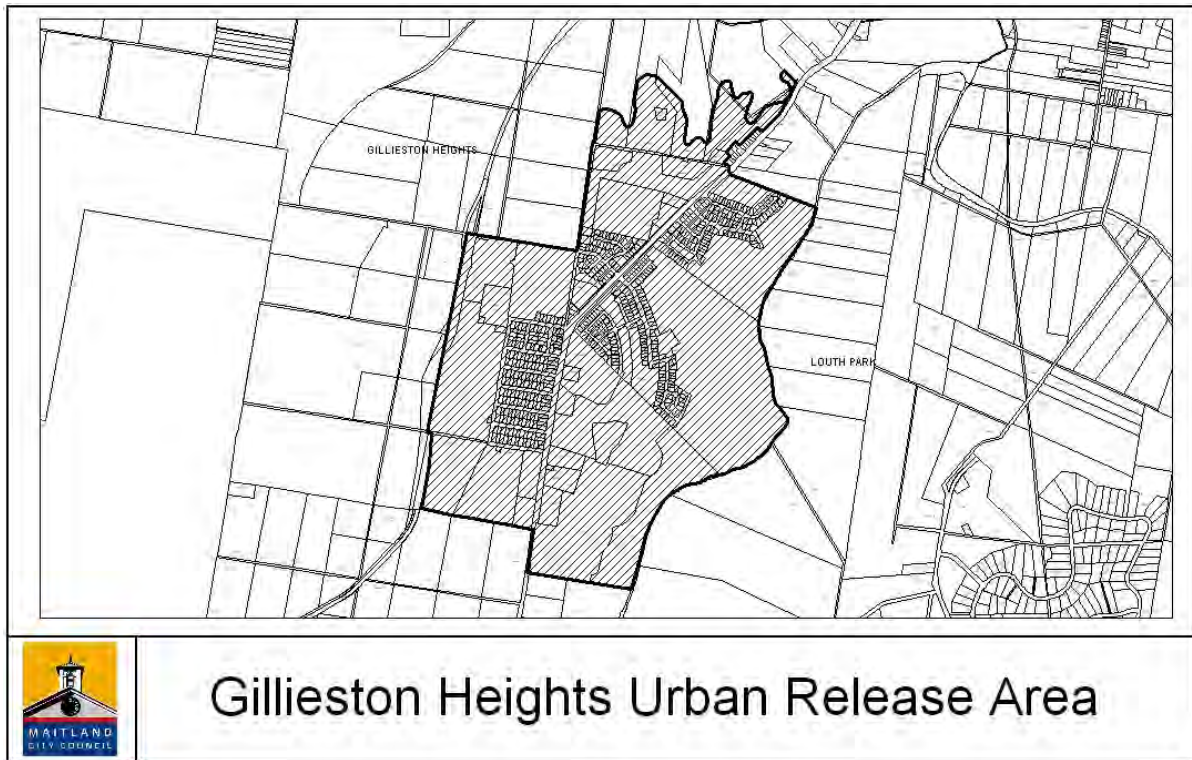 GILLIESTON HEIGHTS
LOUTH PARK
MAITLAND
CITY COUNCIL
Gillieston Heights Urban Release Area